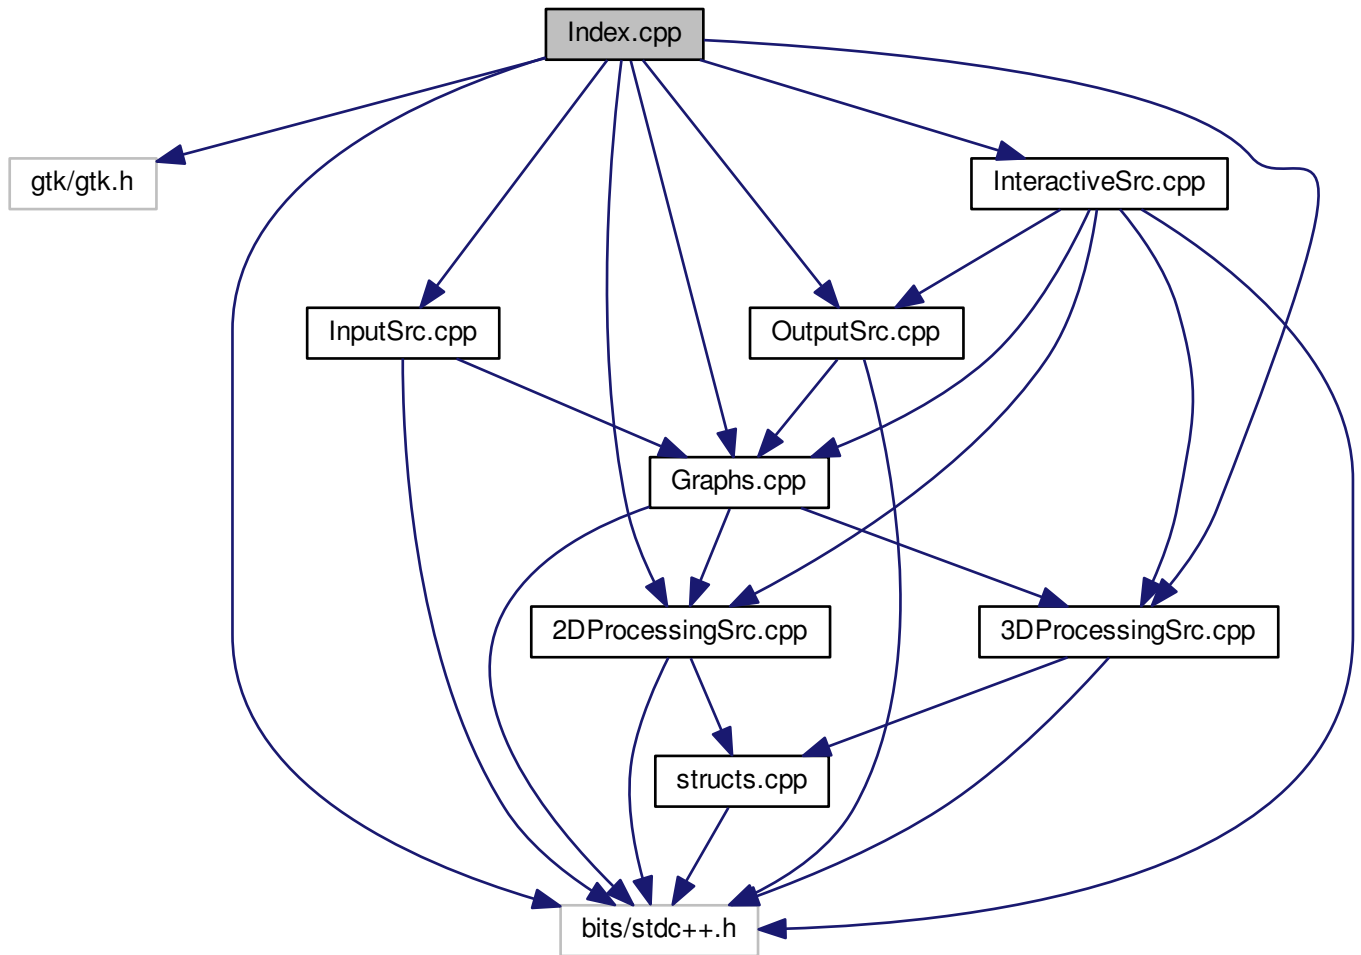 Index.cpp
gtk/gtk.h
InteractiveSrc.cpp
InputSrc.cpp
OutputSrc.cpp
Graphs.cpp
2DProcessingSrc.cpp
3DProcessingSrc.cpp
structs.cpp
bits/stdc++.h